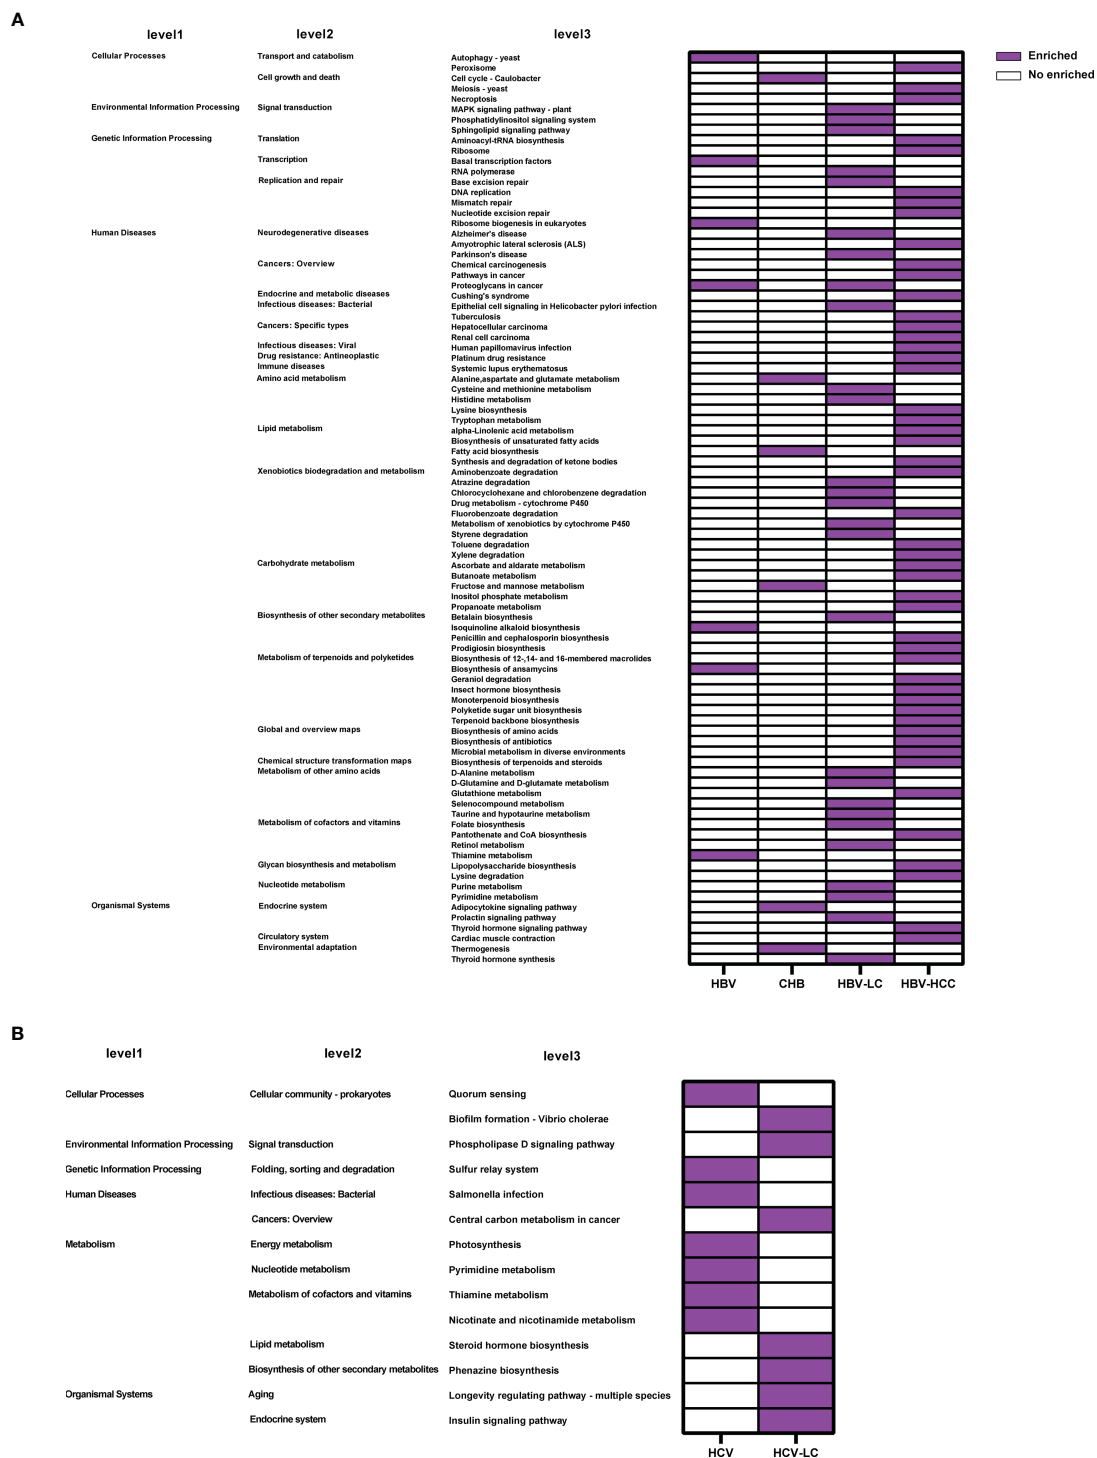 A
level1 level2 level3
Cellular Processes Transport and catabolism Autophagy - yeast
Enriched
Peroxisome
No enriched
Cell growth and death Cell cycle - Caulobacter
Meiosis - yeast
Necroptosis
Environmental Information Processing Signal transduction MAPK signaling pathway - plant
Phosphatidylinositol signaling system
Sphingolipid signaling pathway
Genetic Information Processing Translation Aminoacyl-tRNA biosynthesis
Ribosome
Transcription Basal transcription factors
RNA polymerase
Replication and repair Base excision repair
DNA replication
Mismatch repair
Nucleotide excision repair
Ribosome biogenesis in eukaryotes
Human Diseases Neurodegenerative diseases Alzheimer's disease
Amyotrophic lateral sclerosis (ALS)
Parkinson's disease
Cancers: Overview Chemical carcinogenesis
Pathways in cancer
Proteoglycans in cancer
Endocrine and metabolic diseases Cushing's syndrome
Infectious diseases: Bacterial Epithelial cell signaling in Helicobacter pylori infection
Tuberculosis
Cancers: Specific types Hepatocellular carcinoma
Renal cell carcinoma
Infectious diseases: Viral Human papillomavirus infection
Drug resistance: Antineoplastic Platinum drug resistance
Immune diseases Systemic lupus erythematosus
Amino acid metabolism Alanine,aspartate and glutamate metabolism
Cysteine and methionine metabolism
Histidine metabolism
Lysine biosynthesis
Tryptophan metabolism
Lipid metabolism alpha-Linolenic acid metabolism
Biosynthesis of unsaturated fatty acids
Fatty acid biosynthesis
Synthesis and degradation of ketone bodies
Xenobiotics biodegradation and metabolism Aminobenzoate degradation
Atrazine degradation
Chlorocyclohexane and chlorobenzene degradation
Drug metabolism - cytochrome P450
Fluorobenzoate degradation
Metabolism of xenobiotics by cytochrome P450
Styrene degradation
Toluene degradation
Xylene degradation
Carbohydrate metabolism Ascorbate and aldarate metabolism
Butanoate metabolism
Fructose and mannose metabolism
Inositol phosphate metabolism
Propanoate metabolism
Biosynthesis of other secondary metabolites Betalain biosynthesis
Isoquinoline alkaloid biosynthesis
Penicillin and cephalosporin biosynthesis
Prodigiosin biosynthesis
Metabolism of terpenoids and polyketides Biosynthesis of 12-,14- and 16-membered macrolides
Biosynthesis of ansamycins
Geraniol degradation
Insect hormone biosynthesis
Monoterpenoid biosynthesis
Polyketide sugar unit biosynthesis
Terpenoid backbone biosynthesis
Global and overview maps Biosynthesis of amino acids
Biosynthesis of antibiotics
Microbial metabolism in diverse environments
Chemical structure transformation maps Biosynthesis of terpenoids and steroids
Metabolism of other amino acids D-Alanine metabolism
D-Glutamine and D-glutamate metabolism
Glutathione metabolism
Selenocompound metabolism
Taurine and hypotaurine metabolism
Metabolism of cofactors and vitamins Folate biosynthesis
Pantothenate and CoA biosynthesis
Retinol metabolism
Thiamine metabolism
Glycan biosynthesis and metabolism Lipopolysaccharide biosynthesis
Lysine degradation
Nucleotide metabolism Purine metabolism
Pyrimidine metabolism
Organismal Systems Endocrine system Adipocytokine signaling pathway
Prolactin signaling pathway
Thyroid hormone signaling pathway
Circulatory system Cardiac muscle contraction
Environmental adaptation Thermogenesis
Thyroid hormone synthesis
HBV CHB HBV-LC HBV-HCC
B
level1 level2 level3
Cellular Processes Cellular community - prokaryotes Quorum sensing
Biofilm formation - Vibrio cholerae
Environmental Information Processing Signal transduction Phospholipase D signaling pathway
Genetic Information Processing Folding, sorting and degradation Sulfur relay system
Human Diseases Infectious diseases: Bacterial Salmonella infection
Cancers: Overview Central carbon metabolism in cancer
Metabolism Energy metabolism Photosynthesis
Nucleotide metabolism Pyrimidine metabolism
Metabolism of cofactors and vitamins Thiamine metabolism
Nicotinate and nicotinamide metabolism
Lipid metabolism Steroid hormone biosynthesis
Biosynthesis of other secondary metabolites Phenazine biosynthesis
Organismal Systems Aging Longevity regulating pathway - multiple species
Endocrine system Insulin signaling pathway
HCV HCV-LC